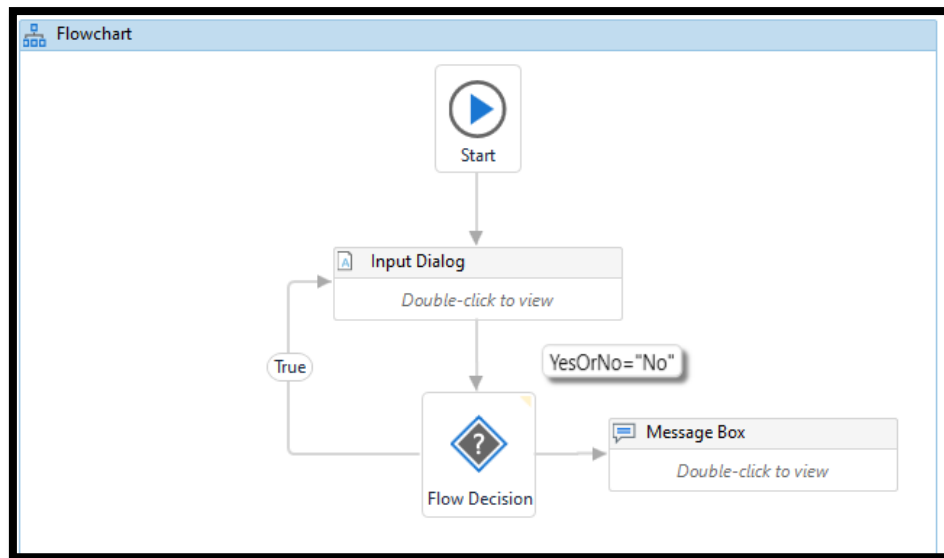 Flowchart
Start
Input Dialog
Double-click to view
True
YesOrNo="No"
Message Box
Double-click to view
Flow Decision